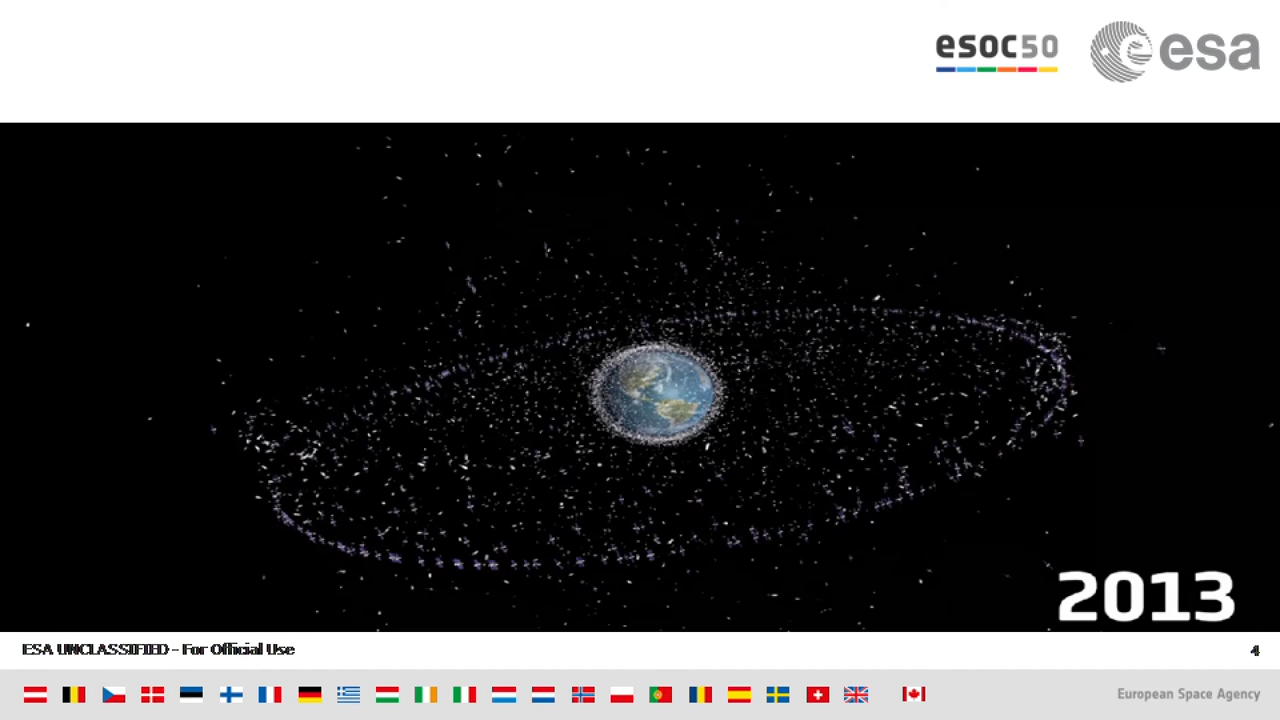 esoc50
esa
2013
ESA UNCLASSIFIED - For Official Use
4
European Space Agency